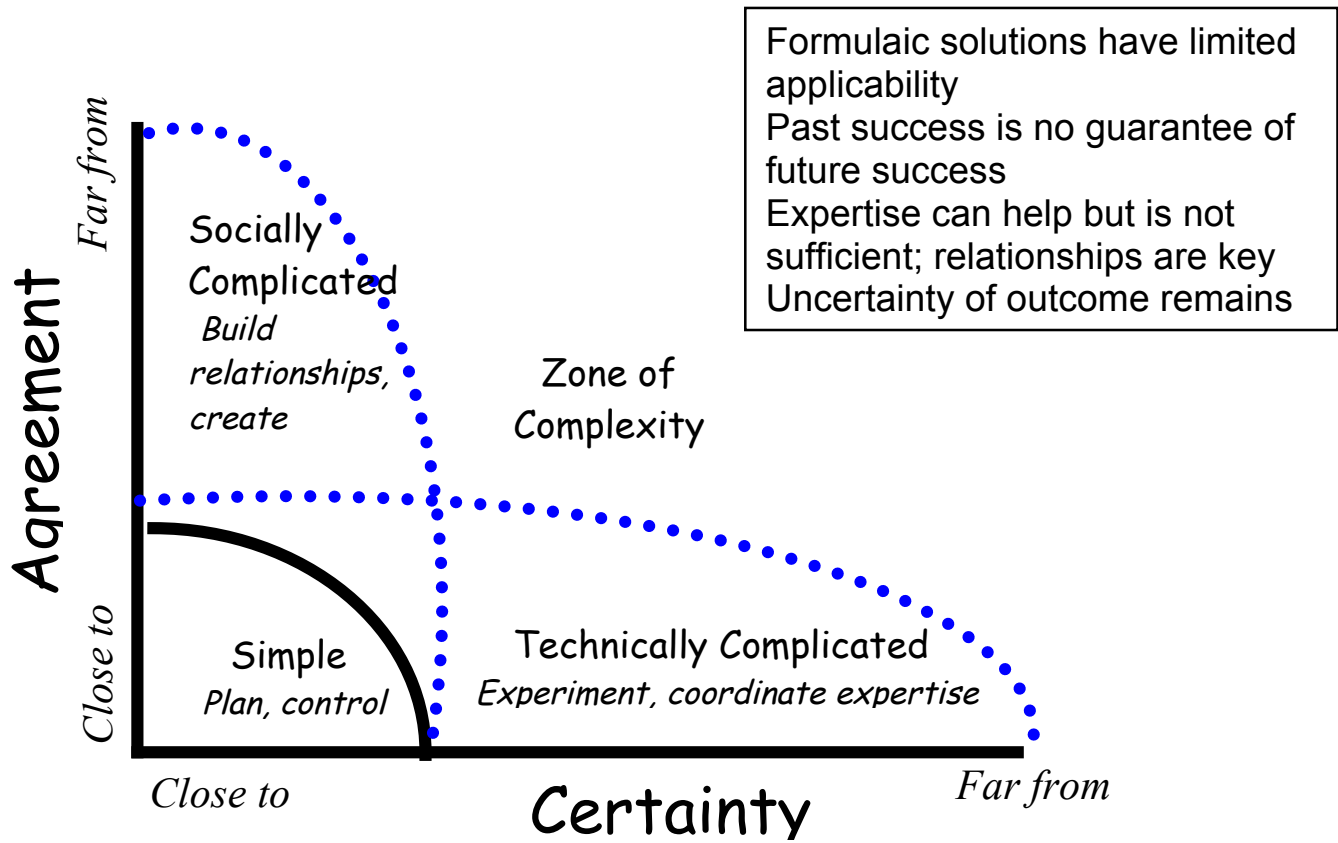 Formulaic solutions have limited
applicability
Past success is no guarantee of
future success
Expertise can help but is not
sufficient; relationships are key
Uncertainty of outcome remains
Agreement
Far from
Close to
Socially
Complicated
Build
relationships,
create
Zone of
Complexity
Simple
Plan, control
Technically Complicated
Experiment, coordinate expertise
Close to
Certainty
Far from